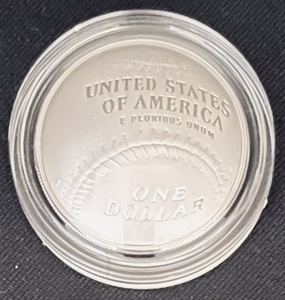 UNITED STATES
OF AMERICA
E PLURIBUS UNUM
ONE
DOLLAR